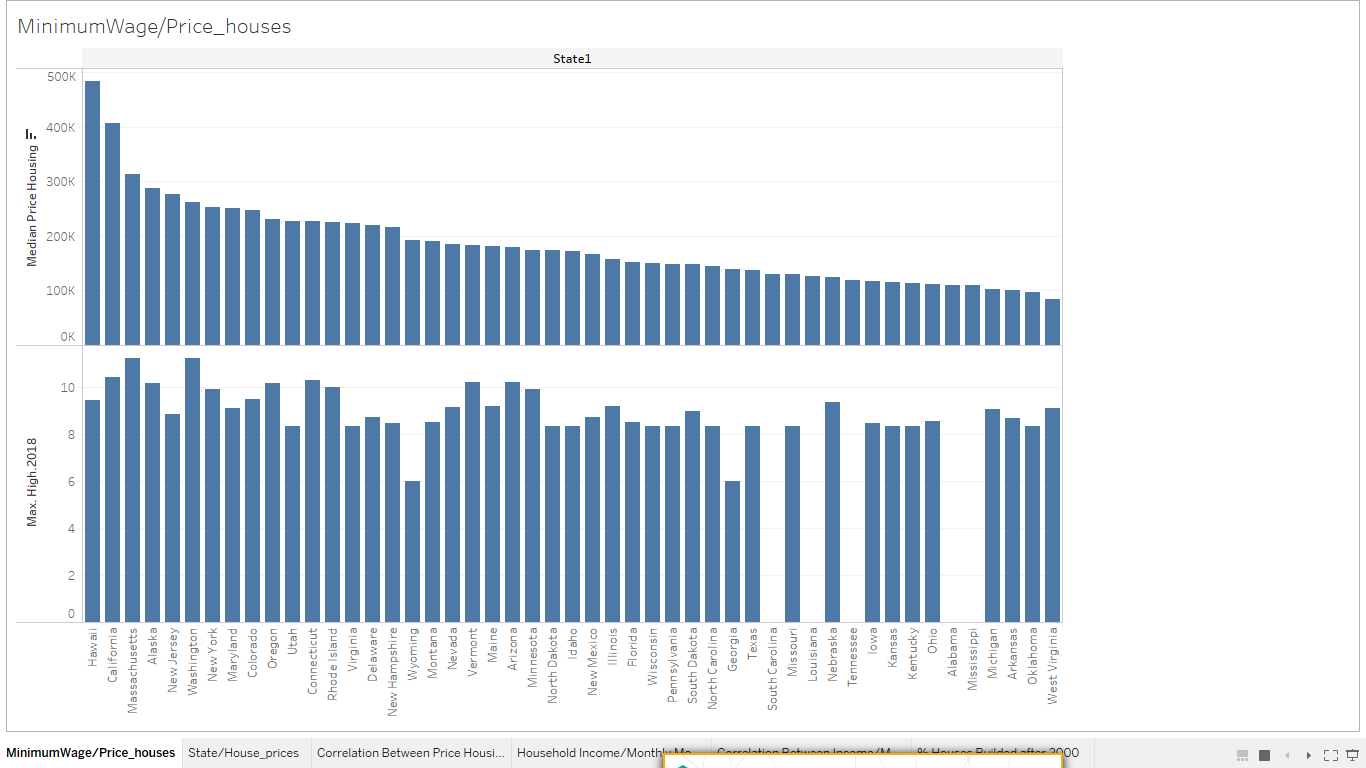 MinimumWage/Price_houses
State1
500K
400K
300K
200K
100K
0K
Median Price Housing
10
8
6
4
2
0
Max. High.2018
Hawaii
California
Massachusetts
Alaska
New Jersey
Washington
New York
Maryland
Colorado
Oregon
Utah
Connecticut
Rhode Island
Virginia
Delaware
New Hampshire
Wyoming
Montana
Nevada
Vermont
Maine
Arizona
Minnesota
North Dakota
Idaho
New Mexico
Illinois
Florida
Wisconsin
Pennsylvania
South Dakota
North Carolina
Georgia
Texas
South Carolina
Missouri
Louisiana
Nebraska
Tennessee
Iowa
Kansas
Kentucky
Ohio
Alabama
Mississippi
Michigan
Arkansas
Oklahoma
West Virginia
MinimumWage/Price_houses State/House_prices Correlation Between Price Housi... Household Income/Monthly Mo... Correlation Between Income/M... % Houses Builded after 2000